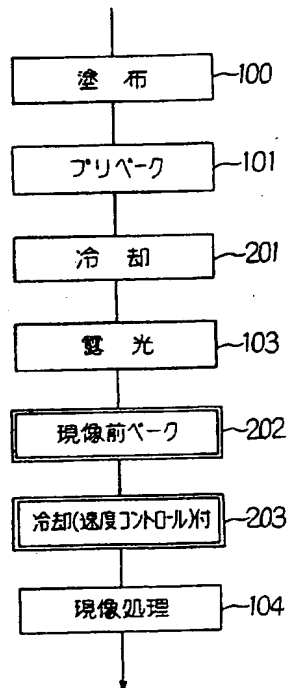 塗布 100
プリベーク 101
冷却 201
露光 103
現像前ベーク 202
冷却(速度コントロール)付 203
現像処理 104